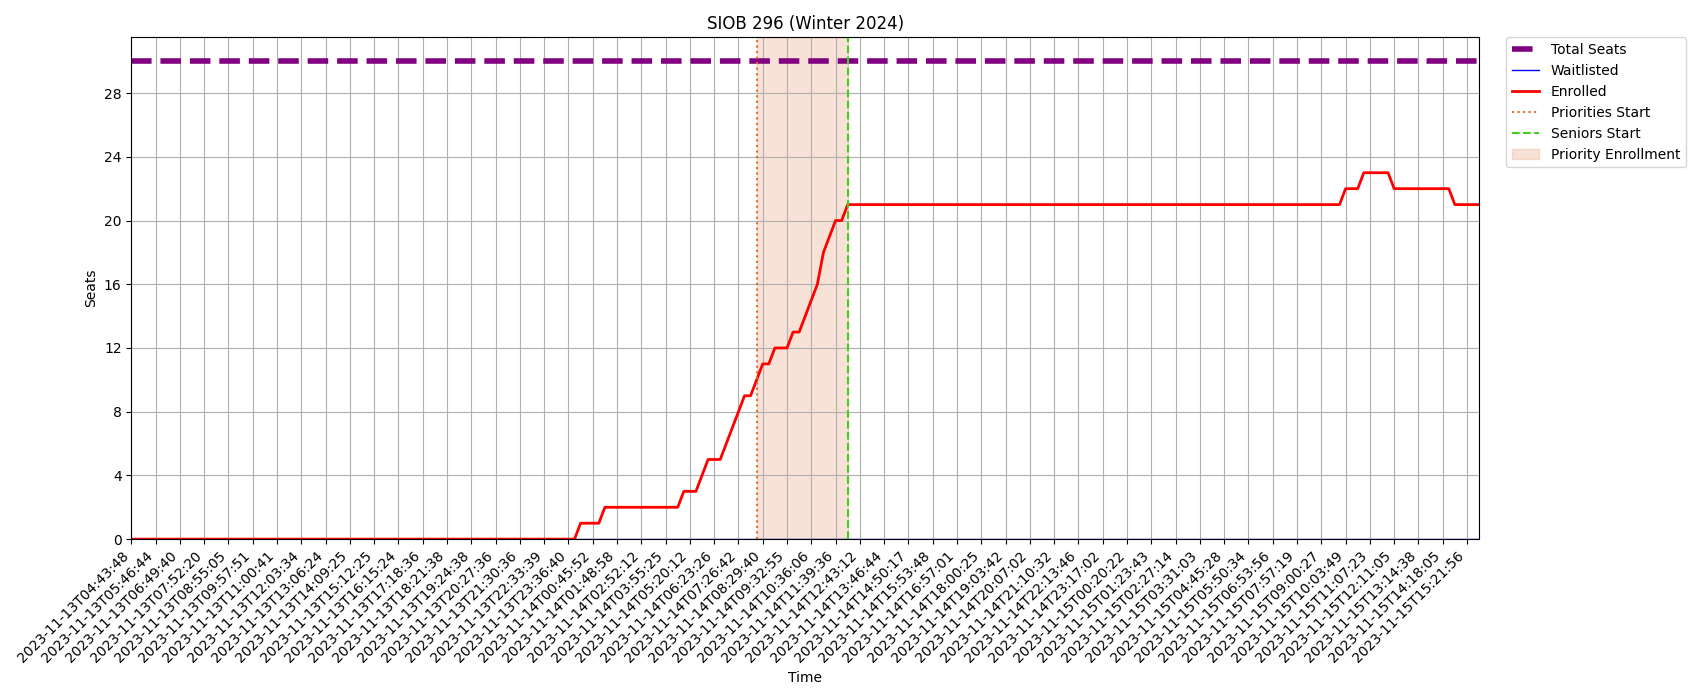 SIOB 296 (Winter 2024)
Total Seats
Waitlisted
Enrolled
Priorities Start
Seniors Start
Priority Enrollment
Seats
28
24
20
16
12
8
4
0
2023-11-13T04:43:48
2023-11-13T05:46:44
2023-11-13T06:49:40
2023-11-13T07:52:20
2023-11-13T08:55:05
2023-11-13T09:57:51
2023-11-13T11:00:41
2023-11-13T12:03:34
2023-11-13T13:06:24
2023-11-13T14:09:25
2023-11-13T15:12:25
2023-11-13T16:15:24
2023-11-13T17:18:36
2023-11-13T18:21:38
2023-11-13T19:24:38
2023-11-13T20:27:36
2023-11-13T21:30:36
2023-11-13T22:33:39
2023-11-13T23:36:40
2023-11-14T00:45:52
2023-11-14T01:48:58
2023-11-14T02:52:12
2023-11-14T03:55:25
2023-11-14T05:20:12
2023-11-14T06:23:26
2023-11-14T07:26:42
2023-11-14T08:29:40
2023-11-14T09:32:55
2023-11-14T10:36:06
2023-11-14T11:39:36
2023-11-14T12:43:12
2023-11-14T13:46:44
2023-11-14T14:50:17
2023-11-14T15:53:48
2023-11-14T16:57:01
2023-11-14T18:00:25
2023-11-14T19:03:42
2023-11-14T20:07:02
2023-11-14T21:10:32
2023-11-14T22:13:46
2023-11-14T23:17:02
2023-11-15T00:20:22
2023-11-15T01:23:43
2023-11-15T02:27:14
2023-11-15T03:31:03
2023-11-15T04:45:28
2023-11-15T05:50:34
2023-11-15T06:53:56
2023-11-15T07:57:19
2023-11-15T09:00:27
2023-11-15T10:03:49
2023-11-15T11:07:23
2023-11-15T12:11:05
2023-11-15T13:14:38
2023-11-15T14:18:05
2023-11-15T15:21:56
Time